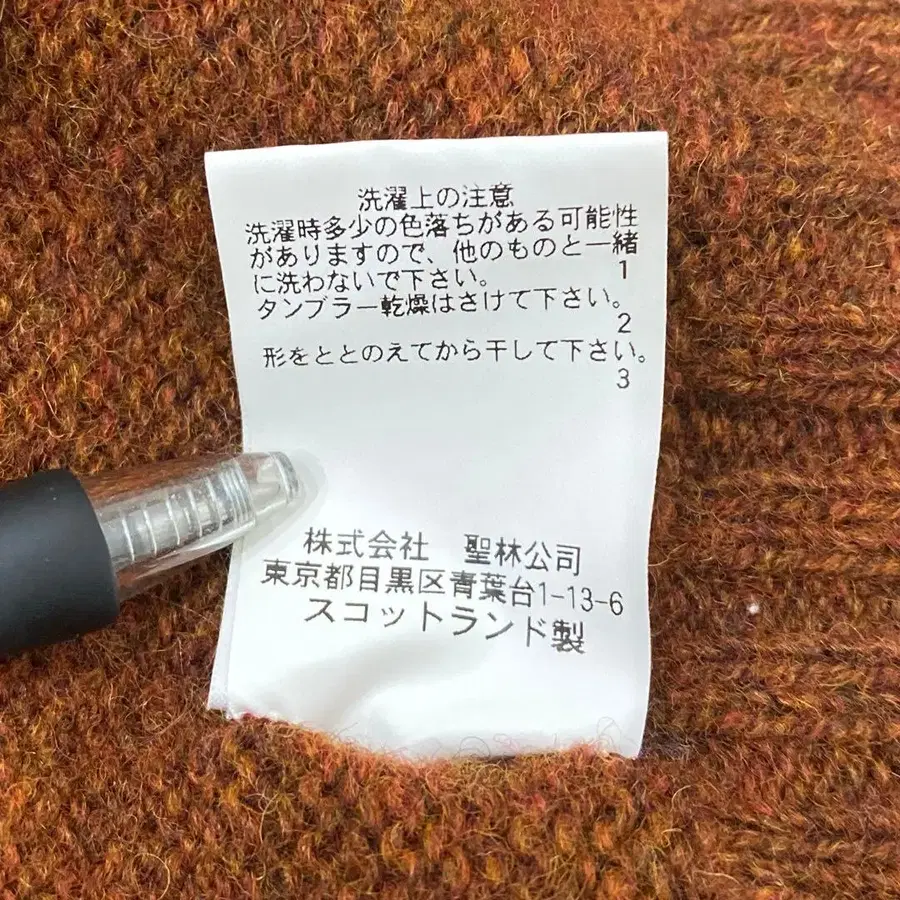 洗濯上の注意
洗濯時多少の色落ちがある可能性
がありますので、他のものと一緒
に洗わないで下さい。
1
タンブラー乾燥はさけて下さい。
2
形をととのえてから干して下さい。
3
株式会社　聖林公司
東京都目黒区青葉台1-13-6
スコットランド製